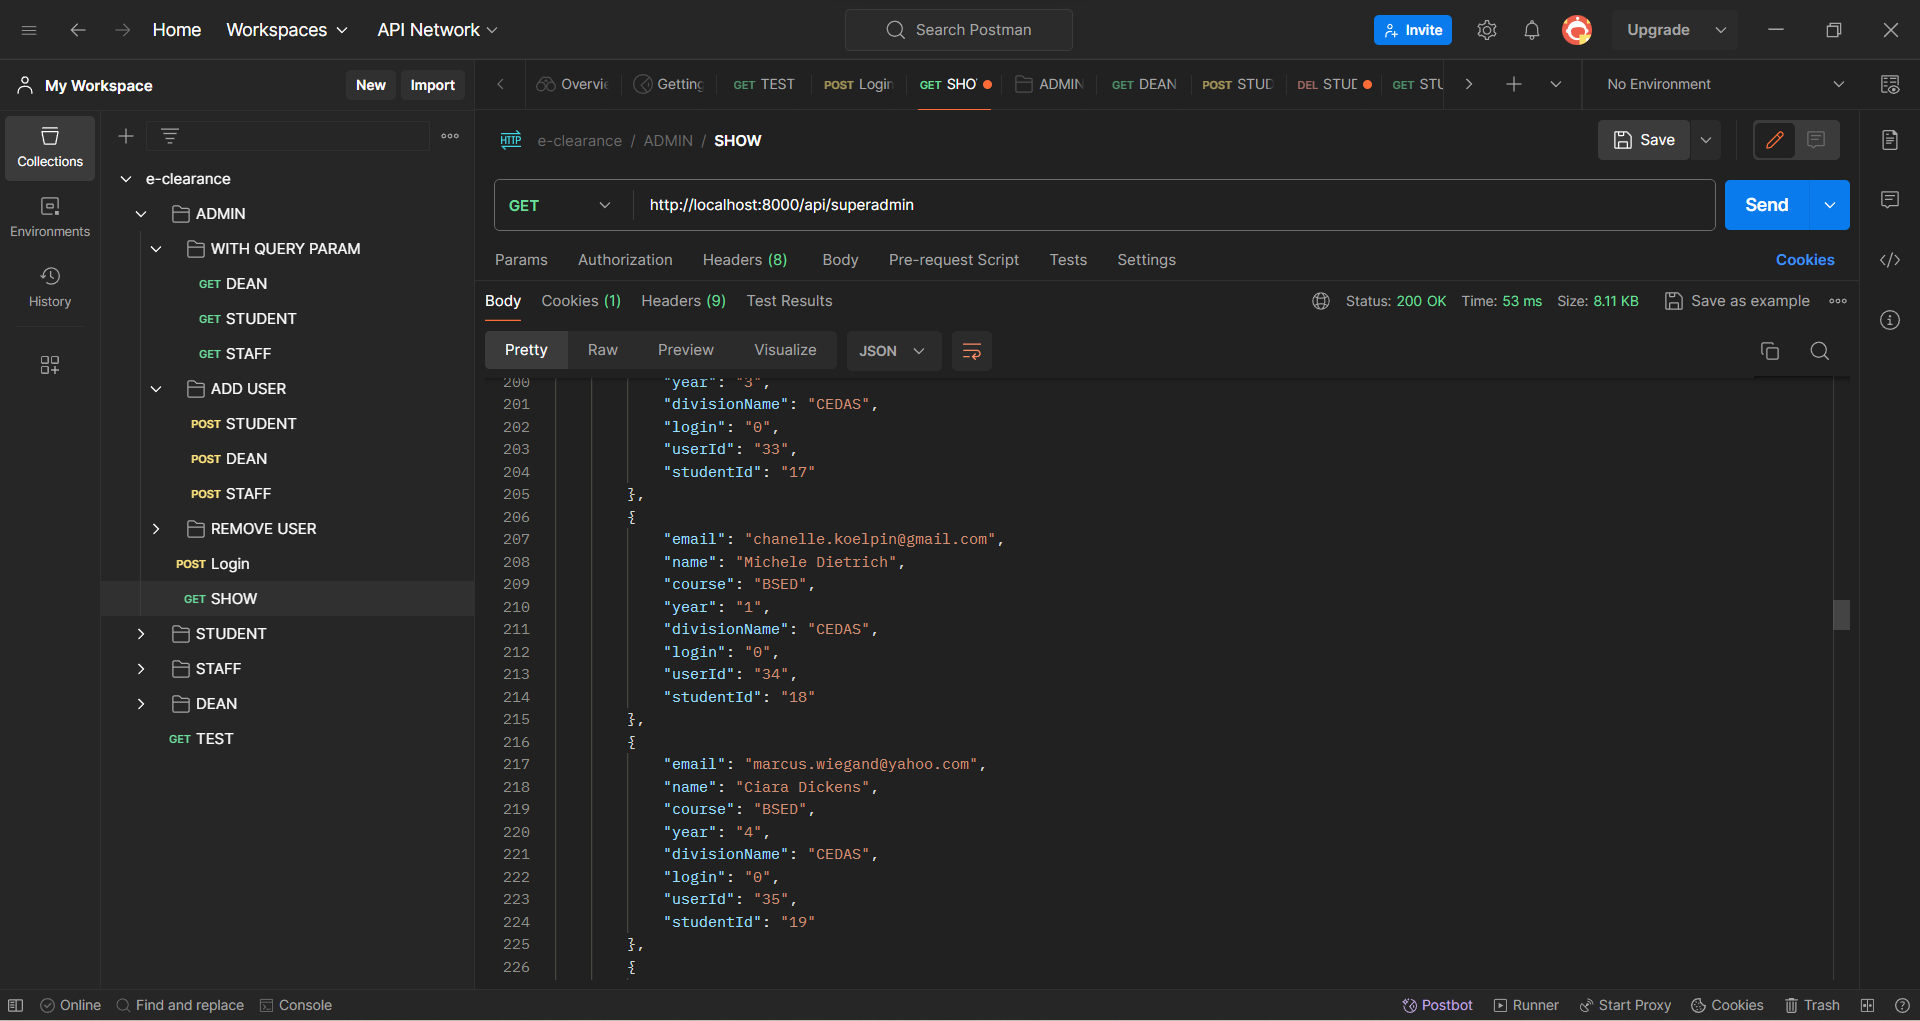 Home Workspaces API Network Search Postman Invite Upgrade
My Workspace New Import
Overvie Getting GET TEST POST Login GET SHO ADMIN GET DEAN POST STUD DEL STUD GET STU No Environment
Collections
Environments
History
e-clearance
ADMIN
WITH QUERY PARAM
GET DEAN
GET STUDENT
GET STAFF
ADD USER
POST STUDENT
POST DEAN
POST STAFF
REMOVE USER
POST Login
GET SHOW
STUDENT
STAFF
DEAN
GET TEST
HTTP e-clearance / ADMIN / SHOW Save
GET http://localhost:8000/api/superadmin Send
Params Authorization Headers (8) Body Pre-request Script Tests Settings Cookies
Body Cookies (1) Headers (9) Test Results Status: 200 OK Time: 53 ms Size: 8.11 KB Save as example
Pretty Raw Preview Visualize JSON
200 "year": "3",
201 "divisionName": "CEDAS",
202 "login": "0",
203 "userId": "33",
204 "studentId": "17"
205 },
206 {
207 "email": "chanelle.koelpin@gmail.com",
208 "name": "Michele Dietrich",
209 "course": "BSED",
210 "year": "1",
211 "divisionName": "CEDAS",
212 "login": "0",
213 "userId": "34",
214 "studentId": "18"
215 },
216 {
217 "email": "marcus.wiegand@yahoo.com",
218 "name": "Ciara Dickens",
219 "course": "BSED",
220 "year": "4",
221 "divisionName": "CEDAS",
222 "login": "0",
223 "userId": "35",
224 "studentId": "19"
225 },
226 {
Online Find and replace Console Postbot Runner Start Proxy Cookies Trash